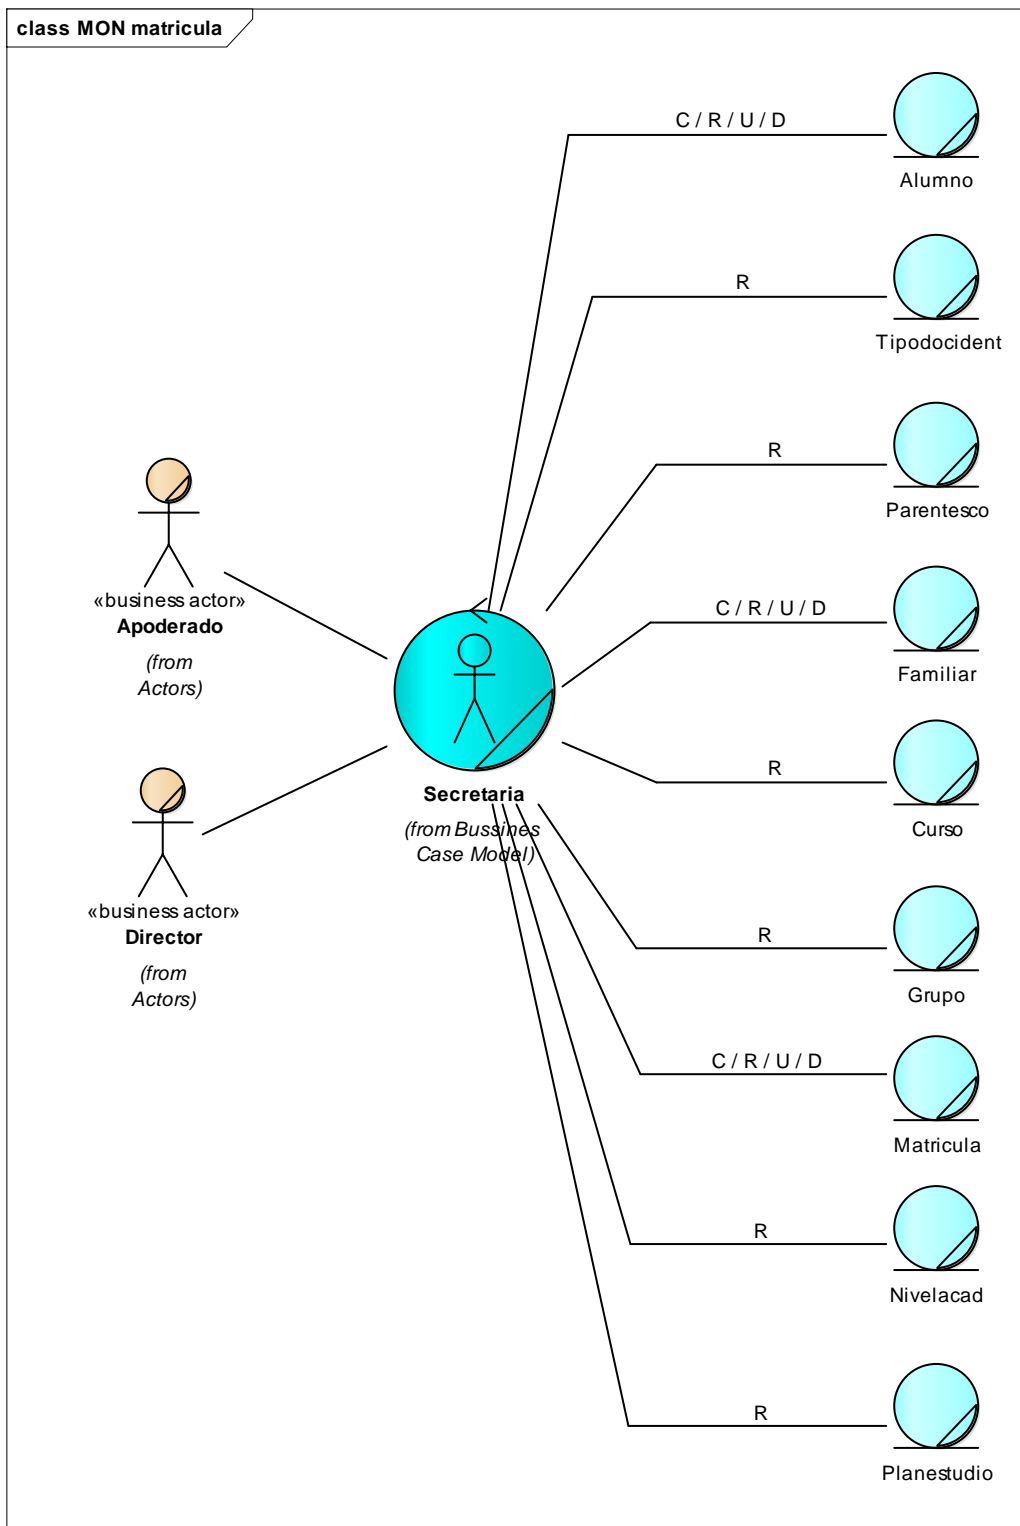 class MON matricula
C / R / U / D
Alumno
R
Tipodocident
R
Parentesco
«business actor»
Apoderado
(from
Actors)
C / R / U / D
Familiar
R
Curso
Secretaria
(from Bussines
Case Model)
«business actor»
Director
(from
Actors)
R
Grupo
C / R / U / D
Matricula
R
Nivelacad
R
Planestudio